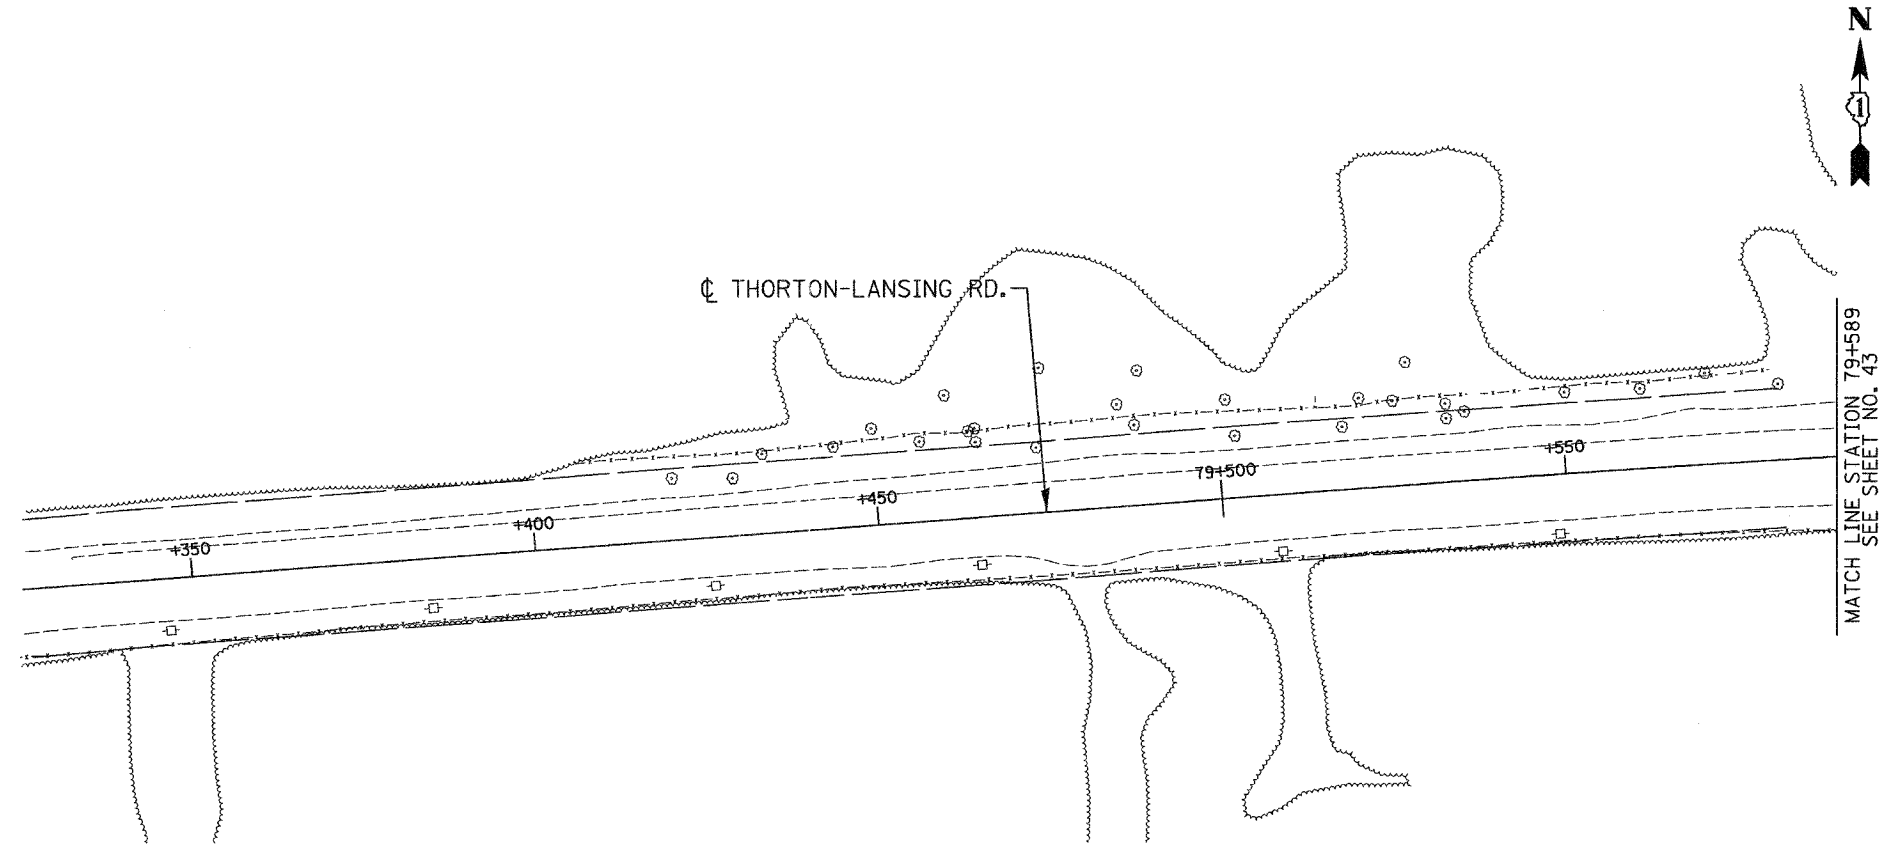 N
1
℄ THORTON-LANSING RD.
+350
+400
+450
79+500
+550
MATCH LINE STATION 79+589
SEE SHEET NO. 43